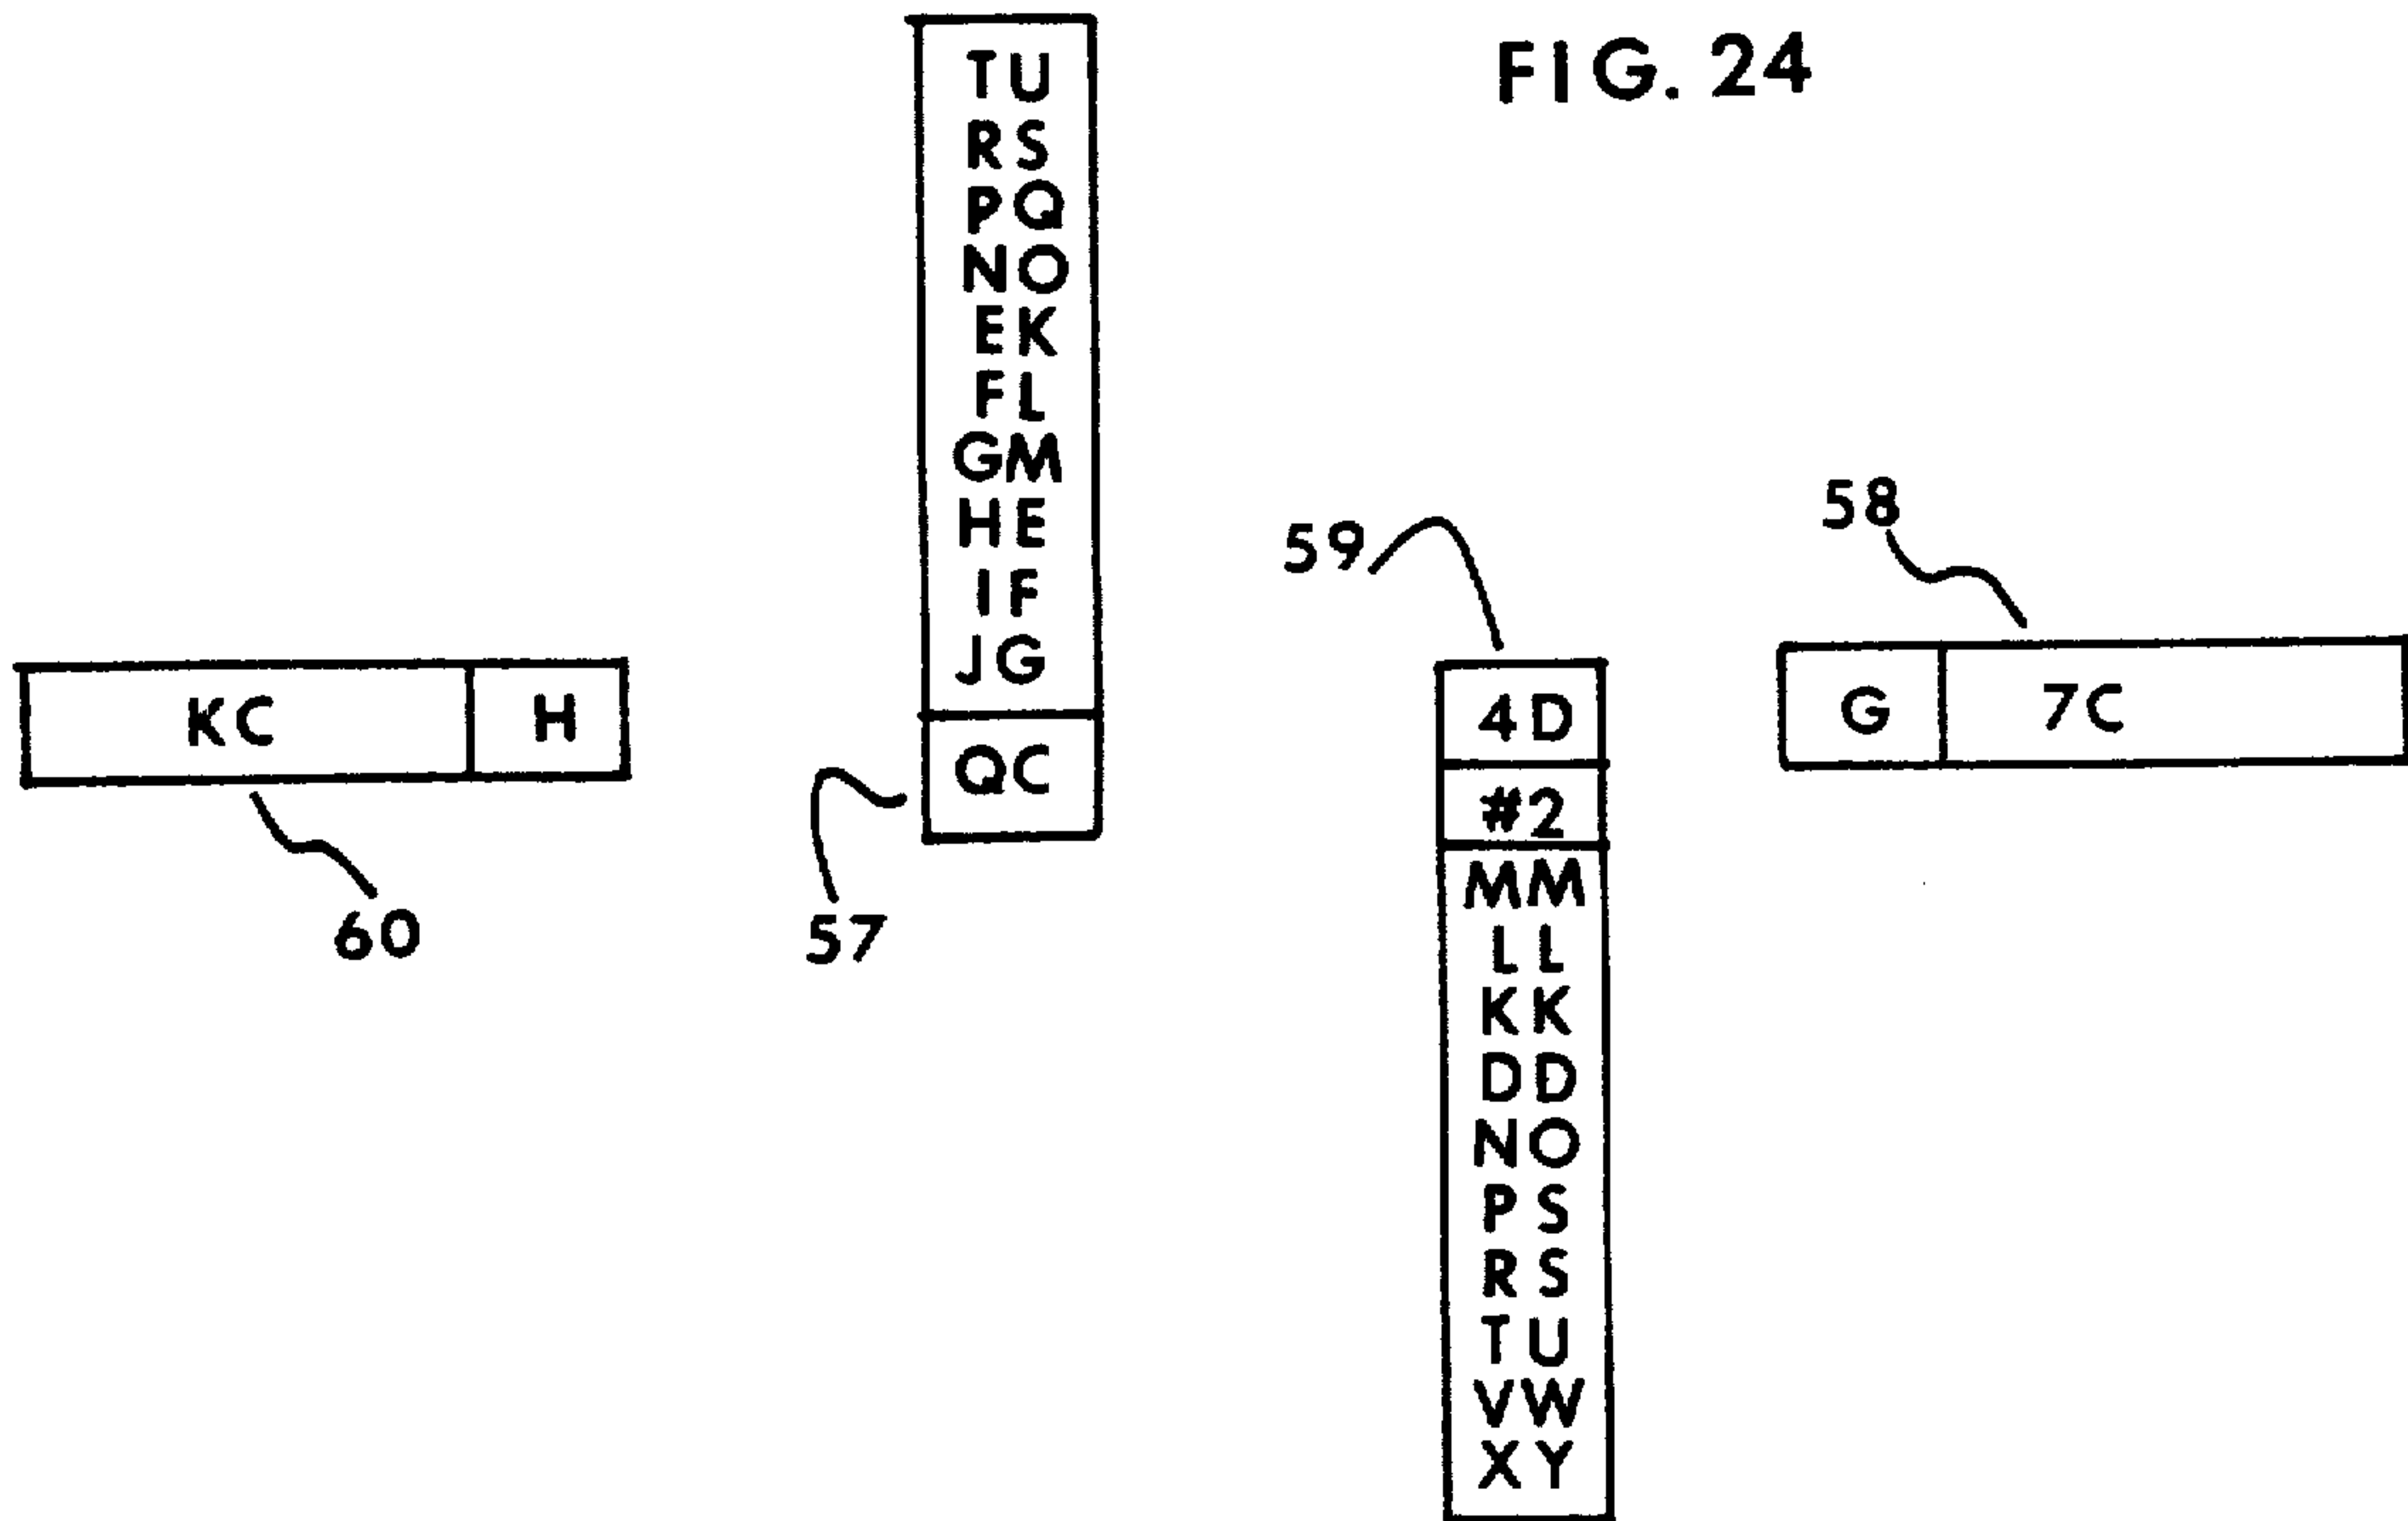 FIG. 24
TU
RS
PQ
NO
EK
FL
GM
HE
IF
JG
QC
57
KC H
60
59
4D
#2
MM
LL
KK
DD
NO
PS
RS
TU
VW
XY
58
G 7C